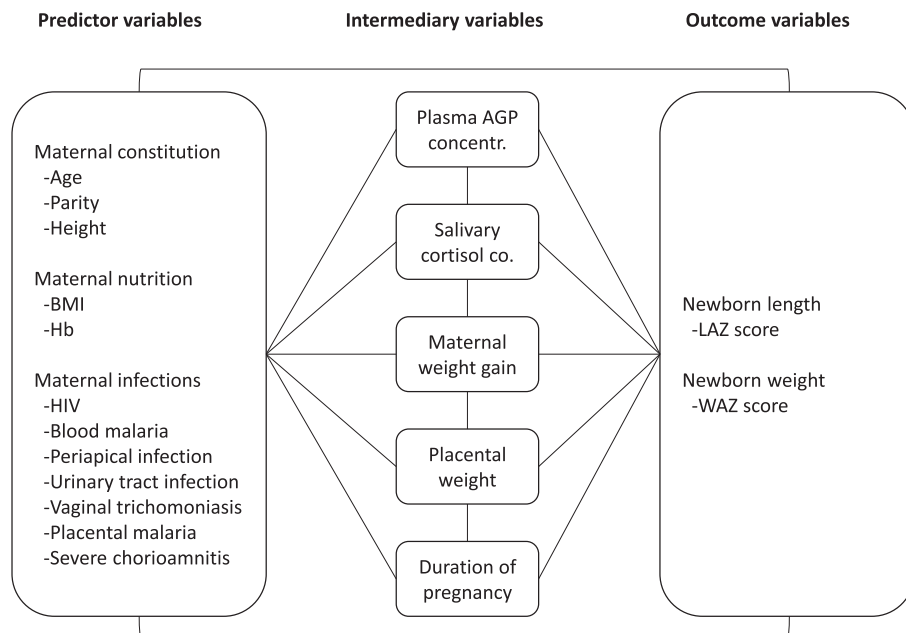 Predictor variables
Intermediary variables
Outcome variables
Maternal constitution
-Age
-Parity
-Height
Maternal nutrition
-BMI
-Hb
Maternal infections
-HIV
-Blood malaria
-Periapical infection
-Urinary tract infection
-Vaginal trichomoniasis
-Placental malaria
-Severe chorioamnitis
Plasma AGP
concentr.
Salivary
cortisol co.
Maternal
weight gain
Placental
weight
Duration of
pregnancy
Newborn length
-LAZ score
Newborn weight
-WAZ score